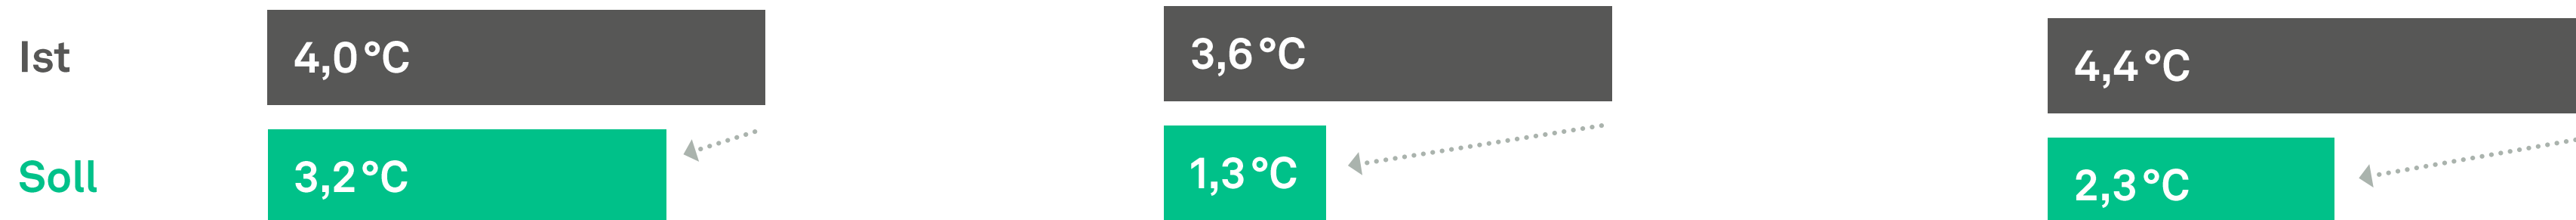 Ist 4,0 °C 3,6 °C 4,4 °C
Soll 3,2 °C 1,3 °C 2,3 °C